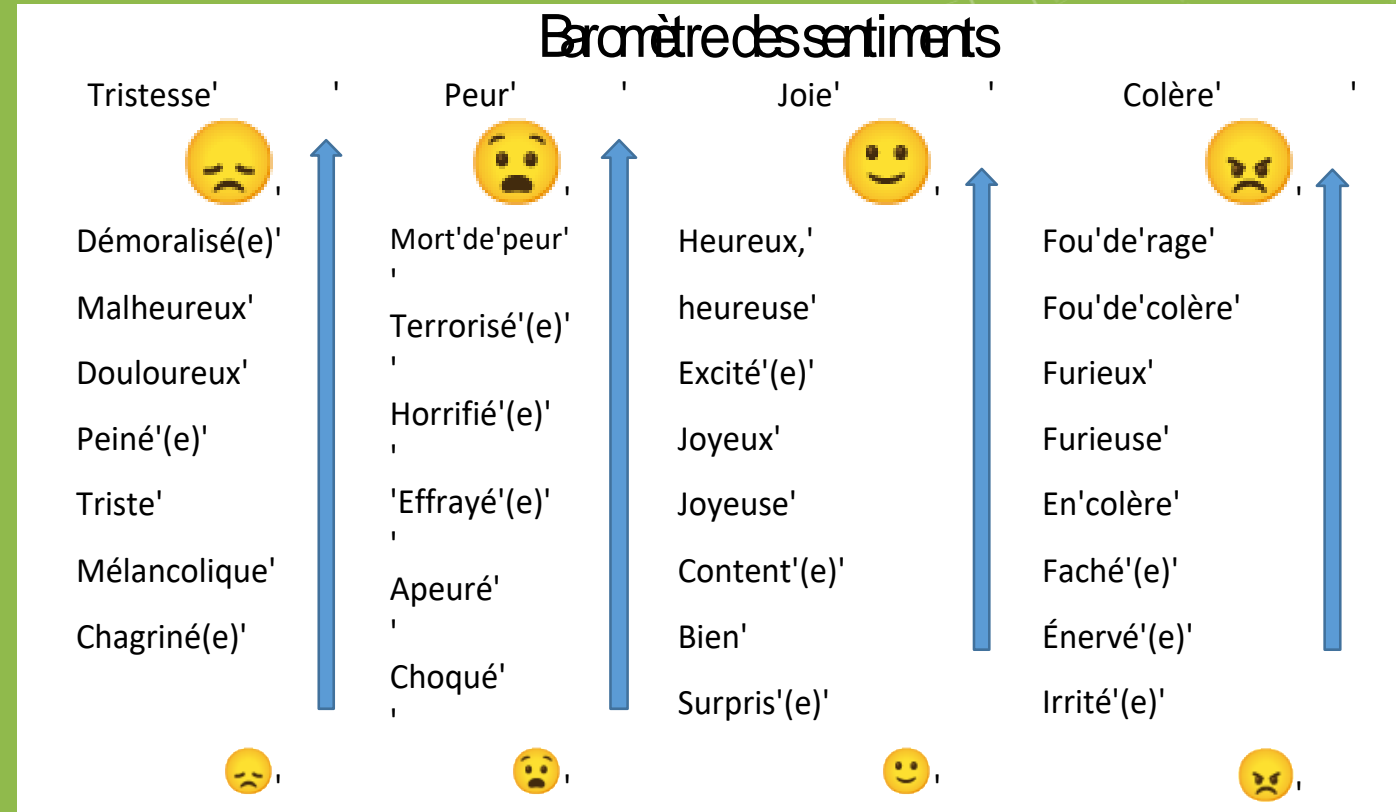 Baromètre des sentiments
Tristesse' '
Démoralisé(e)'
Malheureux'
Douloureux'
Peiné'(e)'
Triste'
Mélancolique'
Chagriné(e)'
Peur' '
Mort'de'peur'
'
Terrorisé'(e)'
'
Horrifié'(e)'
'
'Effrayé'(e)'
'
Apeuré'
'
Choqué'
'
Joie' '
Heureux,'
heureuse'
Excité'(e)'
Joyeux'
Joyeuse'
Content'(e)'
Bien'
Surpris'(e)'
Colère' '
Fou'de'rage'
Fou'de'colère'
Furieux'
Furieuse'
En'colère'
Faché'(e)'
Énervé'(e)'
Irrité'(e)'